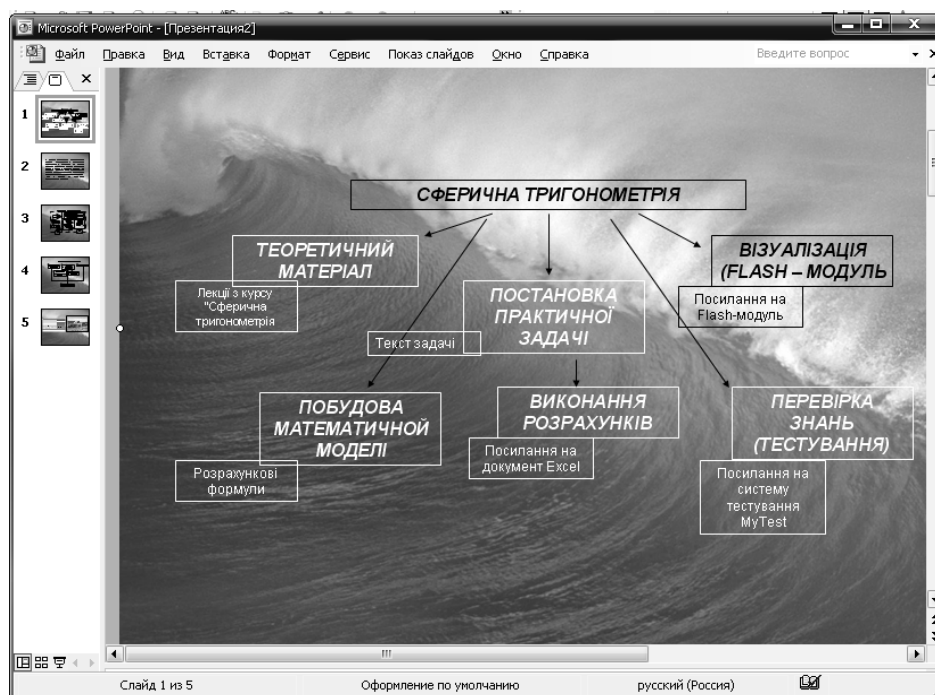 Microsoft PowerPoint - [Презентация2]
Файл Правка Вид Вставка Формат Сервис Показ слайдов Окно Справка Введите вопрос
1
2
3
4
5
СФЕРИЧНА ТРИГОНОМЕТРІЯ
ТЕОРЕТИЧНИЙ
МАТЕРІАЛ
Лекції з курсу
"Сферична
тригонометрія
ПОСТАНОВКА
ПРАКТИЧНОЇ
ЗАДАЧІ
Текст задачі
ВІЗУАЛІЗАЦІЯ
(FLASH – МОДУЛЬ
Посилання на
Flash-модуль
ПОБУДОВА
МАТЕМАТИЧНОЙ
МОДЕЛІ
Розрахункові
формули
ВИКОНАННЯ
РОЗРАХУНКІВ
Посилання на
документ Excel
ПЕРЕВІРКА
ЗНАНЬ
(ТЕСТУВАННЯ)
Посилання на
систему
тестування
MyTest
Слайд 1 из 5 Оформление по умолчанию русский (Россия)